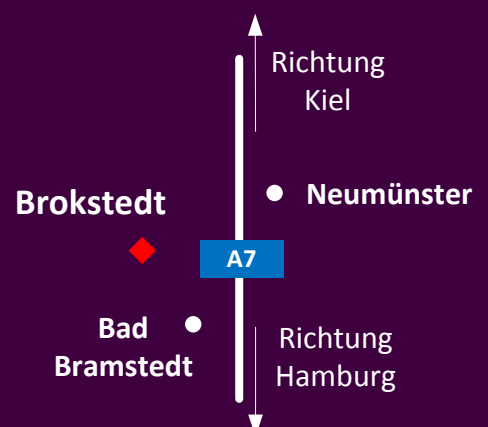 Richtung
Kiel
Neumünster
Brokstedt
A7
Bad
Bramstedt
Richtung
Hamburg